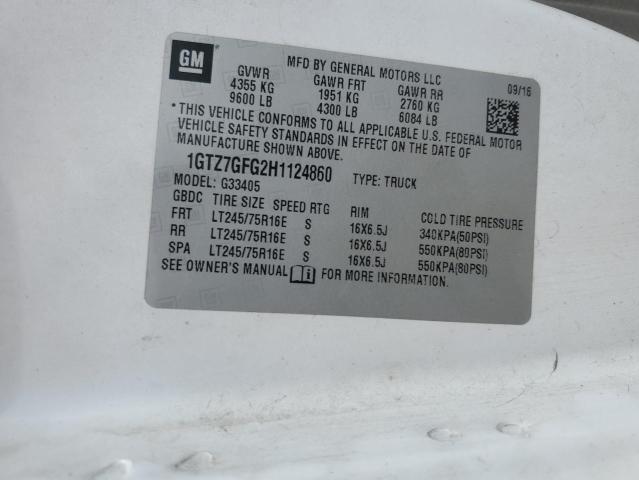 GM
MFD BY GENERAL MOTORS LLC
GVWR GAWR FRT GAWR RR 09/16
4355 KG 1951 KG 2760 KG
9600 LB 4300 LB 6084 LB
*THIS VEHICLE CONFORMS TO ALL APPLICABLE U.S. FEDERAL MOTOR
VEHICLE SAFETY STANDARDS IN EFFECT ON THE DATE OF
MANUFACTURE SHOWN ABOVE.
1GTZ7GFG2H1124860 TYPE: TRUCK
MODEL: G33405
GBDC TIRE SIZE SPEED RTG RIM COLD TIRE PRESSURE
FRT LT245/75R16E S 16X6.5J 340KPA(50PSI)
RR LT245/75R16E S 16X6.5J 550KPA(80PSI)
SPA LT245/75R16E S 16X6.5J 550KPA(80PSI)
SEE OWNER'S MANUAL FOR MORE INFORMATION.